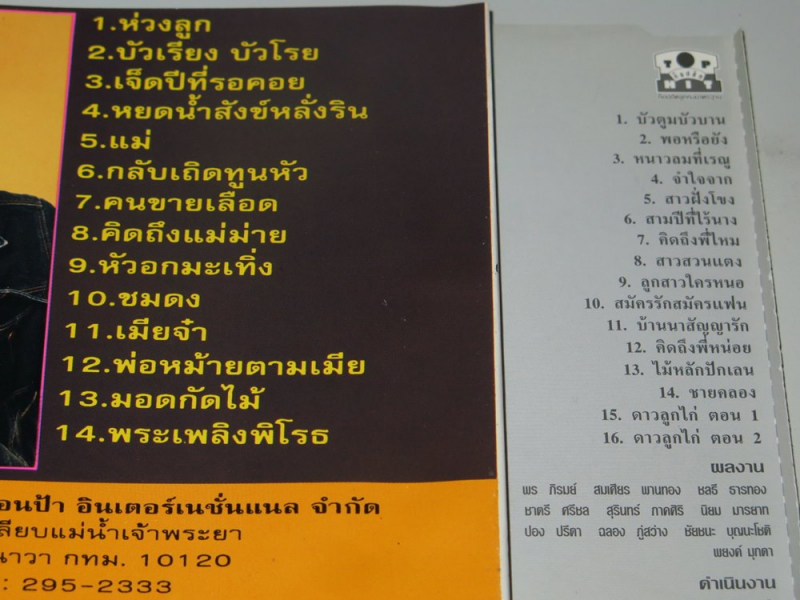 1.ห่วงลูก
2.บัวเรียง บัวโรย
3.เจ็ดปีที่รอคอย
4.หยดน้ำสังข์หลั่งริน
5.แม่
6.กลับเถิดทูนหัว
7.คนขายเลือด
8.คิดถึงแม่ม่าย
9.หัวอกมะเทิ่ง
10.ชมดง
11.เมียจ๋า
12.พ่อหม้ายตามเมีย
13.มอดกัดไม้
14.พระเพลิงพิโรธ
อนป้า อินเตอร์เนชั่นแนล จำกัด
ลียบแม่น้ำเจ้าพระยา
นาวา กทม. 10120
: 295-2333
TOP
HIT
1. บัวตูมบัวบาน
2. พอหรือยัง
3. หนาวลมที่เรณู
4. จำใจจาก
5. สาวฝั่งโขง
6. สามปีที่ไร้นาง
7. คิดถึงพี่ไหม
8. สาวสวนแตง
9. ลูกสาวใครหนอ
10. สมัครรักสมัครแฟน
11. บ้านนาสัญญารัก
12. คิดถึงพี่หน่อย
13. ไม้หลักปักเลน
14. ชายคลอง
15. ดาวลูกไก่ ตอน 1
16. ดาวลูกไก่ ตอน 2
ผลงาน
พร ภิรมย์ สมเศียร พานทอง ชลธี ธารทอง
ชาตรี ศรีชล สุรินทร์ ภาคศิริ นิยม มารยาท
ปอง ปรีดา ฉลอง ภู่สว่าง ชัยชนะ บุญนะโชติ
พยงค์ มุกดา
ดำเนินงาน